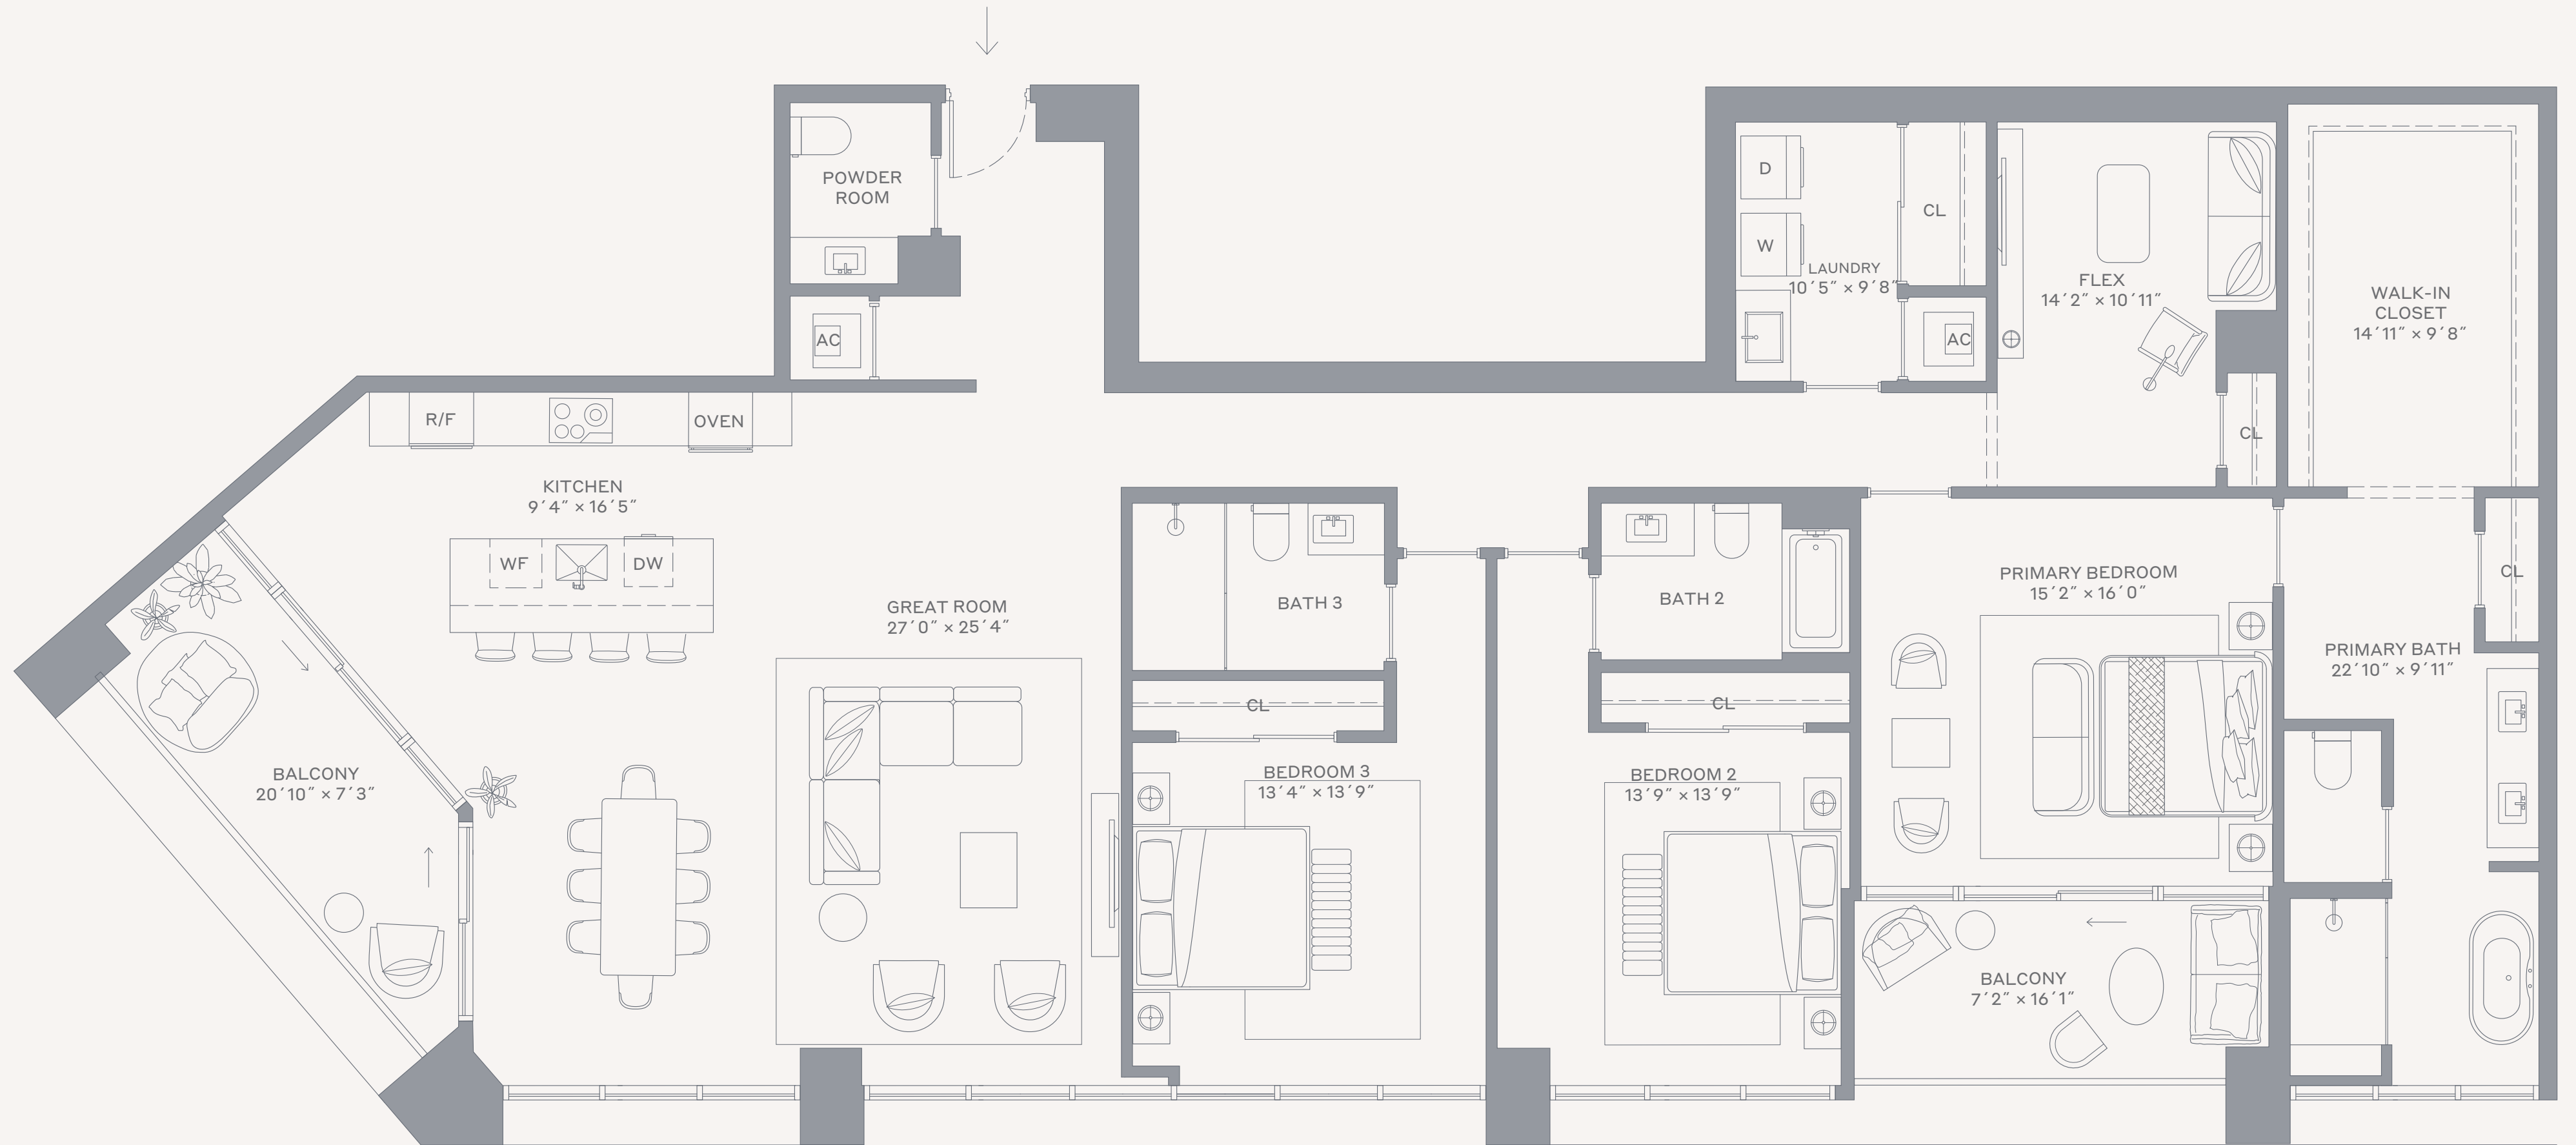 POWDER
ROOM
AC
D
W
LAUNDRY
10´5˝ × 9´8˝
CL
AC
FLEX
14´2˝ × 10´11˝
CL
WALK-IN
CLOSET
14´11˝ × 9´8˝
R/F
OVEN
KITCHEN
9´4˝ × 16´5˝
WF
DW
GREAT ROOM
27´0˝ × 25´4˝
BATH 3
CL
BATH 2
CL
PRIMARY BEDROOM
15´2˝ × 16´0˝
CL
PRIMARY BATH
22´10˝ × 9´11˝
BALCONY
20´10˝ × 7´3˝
BEDROOM 3
13´4˝ × 13´9˝
BEDROOM 2
13´9˝ × 13´9˝
BALCONY
7´2˝ × 16´1˝